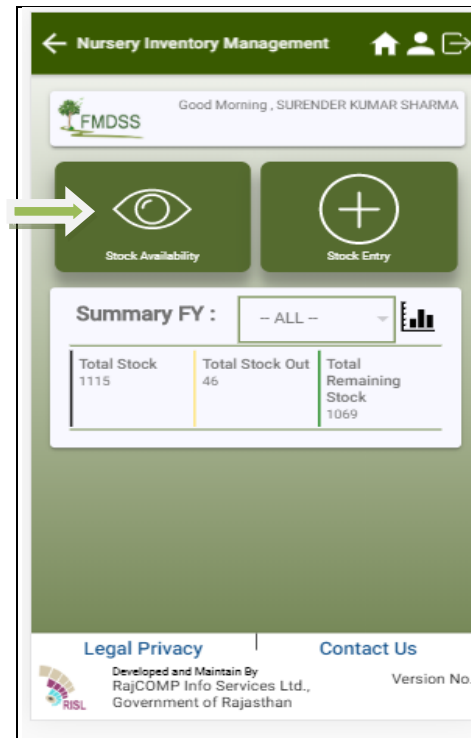 Nursery Inventory Management
FMDSS
Good Morning , SURENDER KUMAR SHARMA
Stock Availability
Stock Entry
Summary FY :
-- ALL --
Total Stock
1115
Total Stock Out
46
Total
Remaining
Stock
1069
Legal Privacy
Contact Us
Developed and Maintain By
RajCOMP Info Services Ltd.,
Government of Rajasthan
Version No.
RISL